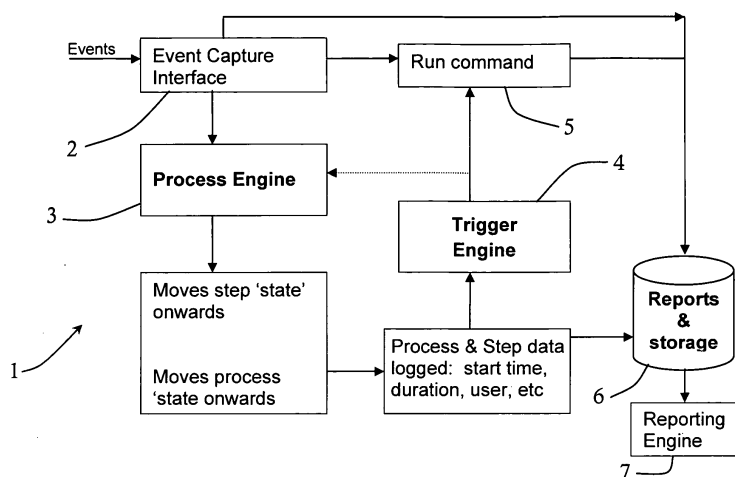 Events
Event Capture
Interface
2
Run command
5
Process Engine
3
4
Trigger
Engine
Moves step ‘state’
onwards
Moves process
‘state onwards
1
Process & Step data
logged: start time,
duration, user, etc
Reports
&
storage
6
Reporting
Engine
7